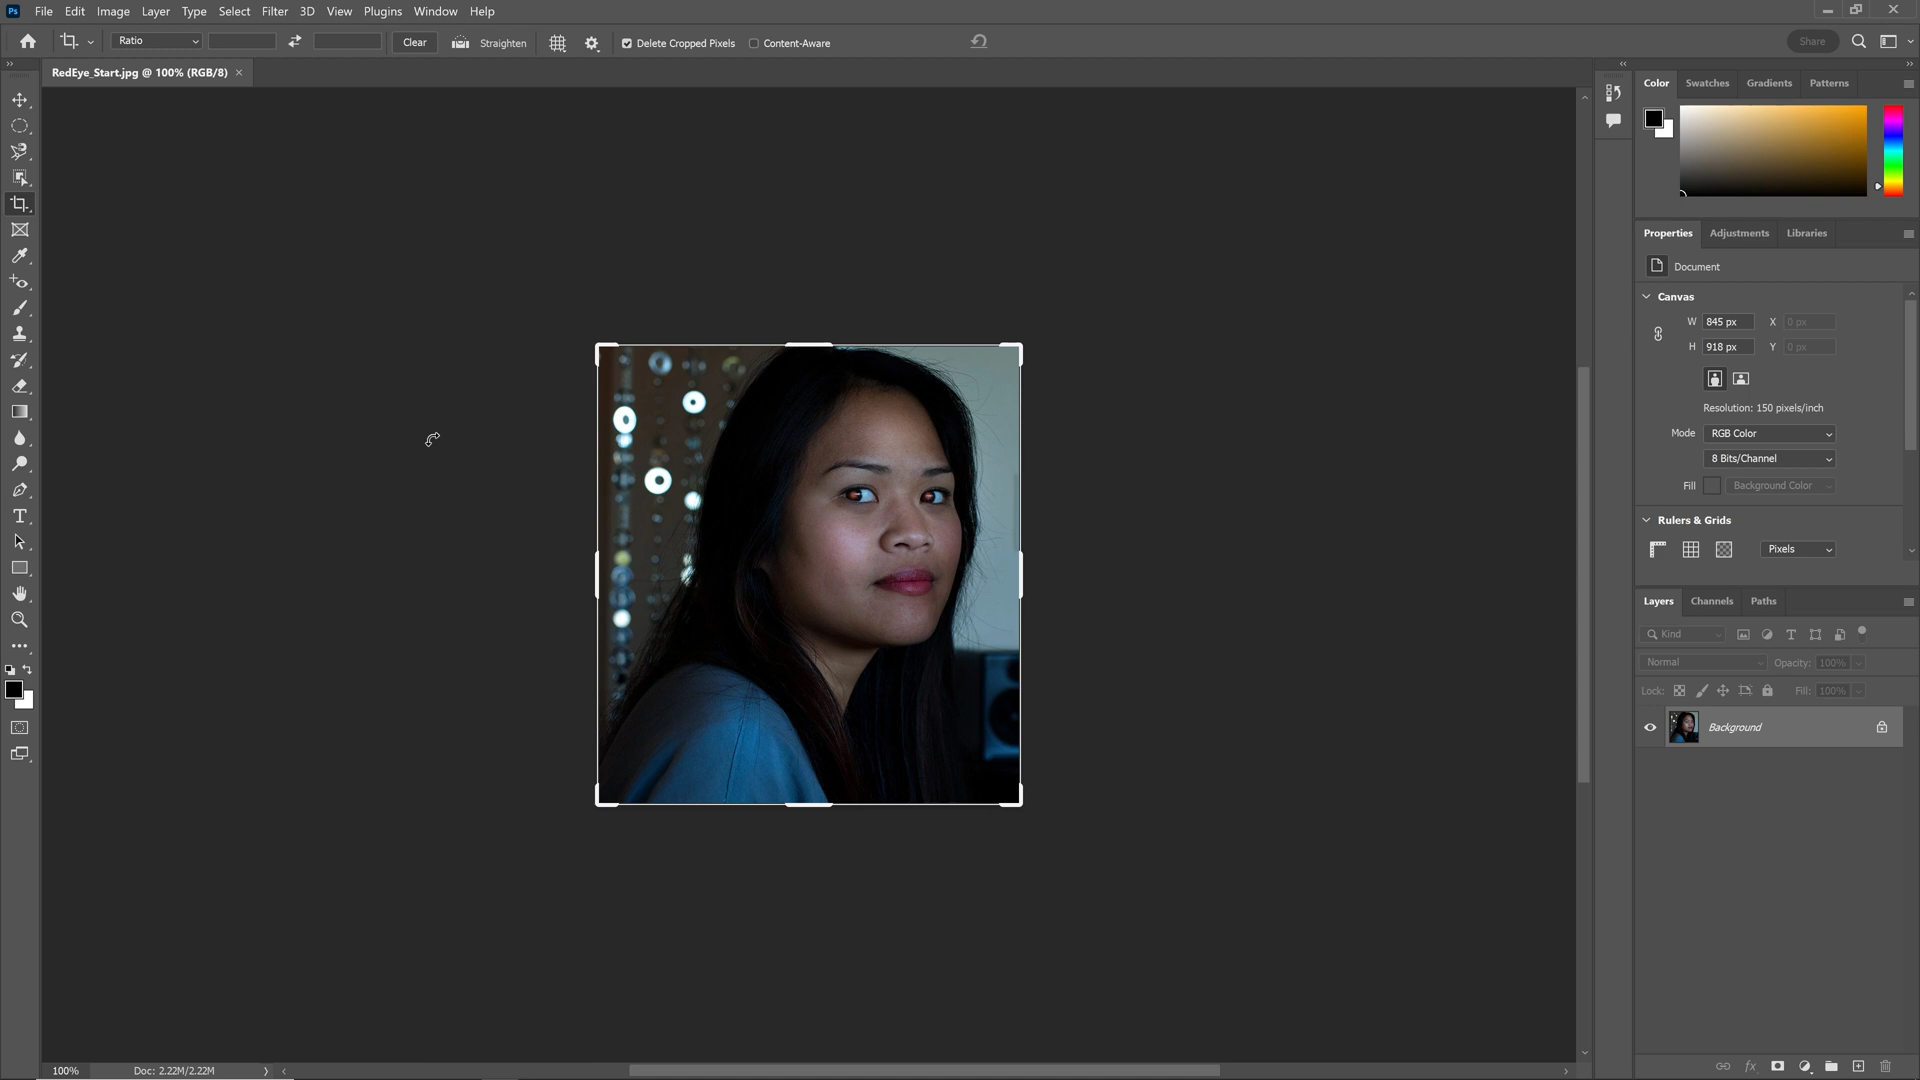 Ps File Edit Image Layer Type Select Filter 3D View Plugins Window Help
Ratio Clear Straighten Delete Cropped Pixels Content-Aware Share
RedEye_Start.jpg @ 100% (RGB/8) ×
Color Swatches Gradients Patterns
Properties Adjustments Libraries
Document
Canvas
W 845 px X 0 px
H 918 px Y 0 px
Resolution: 150 pixels/inch
Mode RGB Color
8 Bits/Channel
Fill Background Color
Rulers & Grids
Pixels
Layers Channels Paths
Kind
Normal Opacity: 100%
Lock: Fill: 100%
Background
fx
100% Doc: 2.22M/2.22M